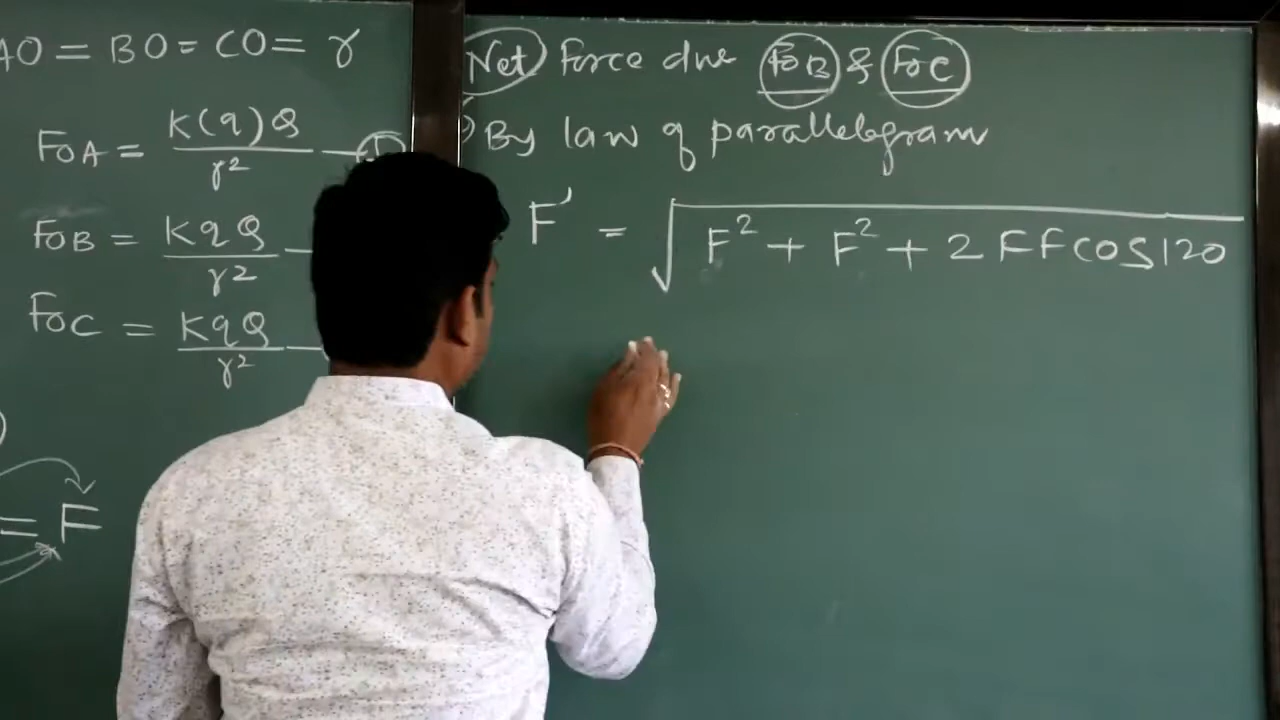 AO = BO = CO = r
FOA = K(q)Q / r² — ①
FOB = KqQ / r² —
FOC = KqQ / r² —
= F
Net Force due FOB & FOC
By law of parallelogram
F' = √F² + F² + 2FFCOS120